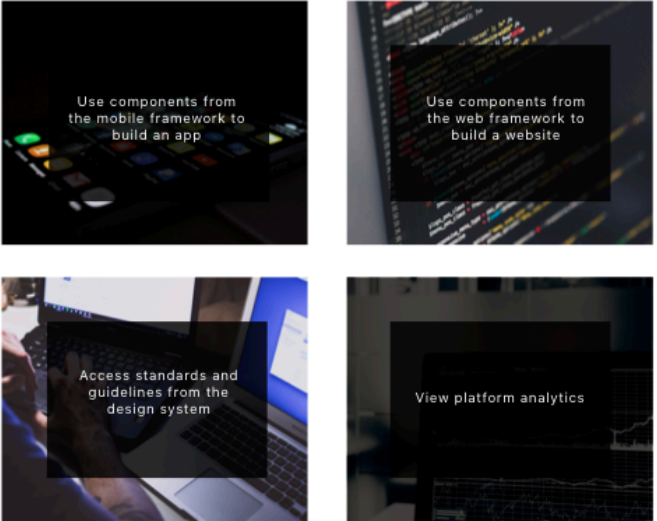 Use components from
the mobile framework to
build an app
Use components from
the web framework to
build a website
Access standards and
guidelines from the
design system
View platform analytics